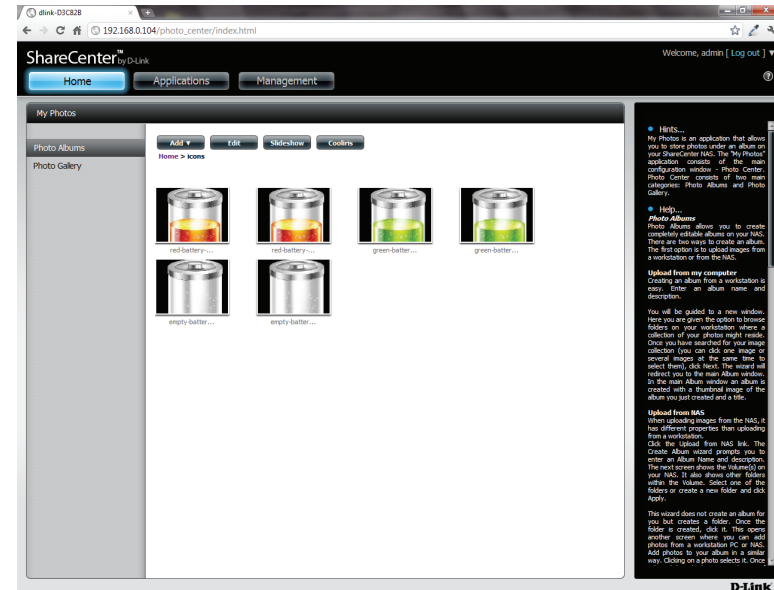 dlink-D3C82B
192.168.0.104/photo_center/index.html
ShareCenter™ by D-Link
Welcome, admin [ Log out ] ▼
Home
Applications
Management
?
My Photos
Photo Albums
Photo Gallery
Add ▼
Edit
Slideshow
Cooliris
Home > icons
red-battery-...
red-battery-...
green-batter...
green-batter...
empty-batter...
empty-batter...
Hints...
My Photos is an application that allows
you to store photos under an album on
your ShareCenter NAS. The "My Photos"
application consists of the main
configuration window - Photo Center.
Photo Center consists of two main
categories: Photo Albums and Photo
Gallery.
Help...
Photo Albums
Photo Albums allows you to create
completely editable albums on your NAS.
There are two ways to create an album.
The first option is to upload images from
a workstation or from the NAS.
Upload from my computer
Creating an album from a workstation is
easy. Enter an album name and
description.
You will be guided to a new window.
Here you are given the option to browse
folders on your workstation where a
collection of your photos might reside.
Once you have searched for your image
collection (you can click one image or
several images at the same time to
select them), click Next. The wizard will
redirect you to the main Album window.
In the main Album window an album is
created with a thumbnail image of the
album you just created and a title.
Upload from NAS
When uploading images from the NAS, it
has different properties than uploading
from a workstation.
Click the Upload from NAS link. The
Create Album wizard prompts you to
enter an Album Name and description.
The next screen shows the Volume(s) on
your NAS. It also shows other folders
within the Volume. Select one of the
folders or create a new folder and click
Apply.
This wizard does not create an album for
you but creates a folder. Once the
folder is created, click it. This opens
another screen where you can add
photos from a workstation PC or NAS.
Add photos to your album in a similar
way. Clicking on a photo selects it. Once
D-Link